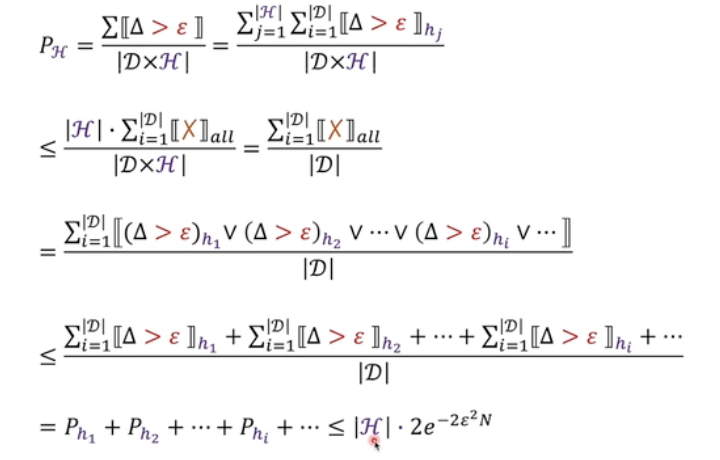 P_ℋ = ∑⟦Δ > ε ⟧ / |𝒟×ℋ| = ∑_{j=1}^{|ℋ|} ∑_{i=1}^{|𝒟|} ⟦Δ > ε ⟧_{h_j} / |𝒟×ℋ|
≤ |ℋ| · ∑_{i=1}^{|𝒟|} ⟦X⟧_{all} / |𝒟×ℋ| = ∑_{i=1}^{|𝒟|} ⟦X⟧_{all} / |𝒟|
= ∑_{i=1}^{|𝒟|} ⟦(Δ > ε)_{h_1} ∨ (Δ > ε)_{h_2} ∨ ⋯ ∨ (Δ > ε)_{h_i} ∨ ⋯ ⟧ / |𝒟|
≤ ∑_{i=1}^{|𝒟|} ⟦Δ > ε ⟧_{h_1} + ∑_{i=1}^{|𝒟|} ⟦Δ > ε ⟧_{h_2} + ⋯ + ∑_{i=1}^{|𝒟|} ⟦Δ > ε ⟧_{h_i} + ⋯ / |𝒟|
= P_{h_1} + P_{h_2} + ⋯ + P_{h_i} + ⋯ ≤ |ℋ| · 2e^{−2ε²N}